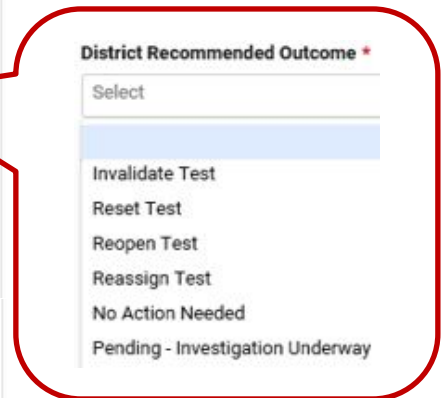 District Recommended Outcome *
Select
Invalidate Test
Reset Test
Reopen Test
Reassign Test
No Action Needed
Pending - Investigation Underway